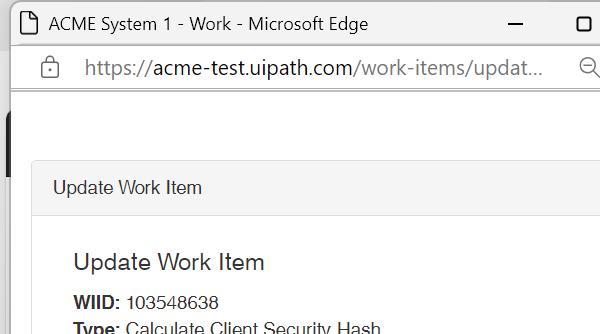 ACME System 1 - Work - Microsoft Edge
https://acme-test.uipath.com/work-items/updat...
Update Work Item
Update Work Item
WIID: 103548638
Type: Calculate Client Security Hash